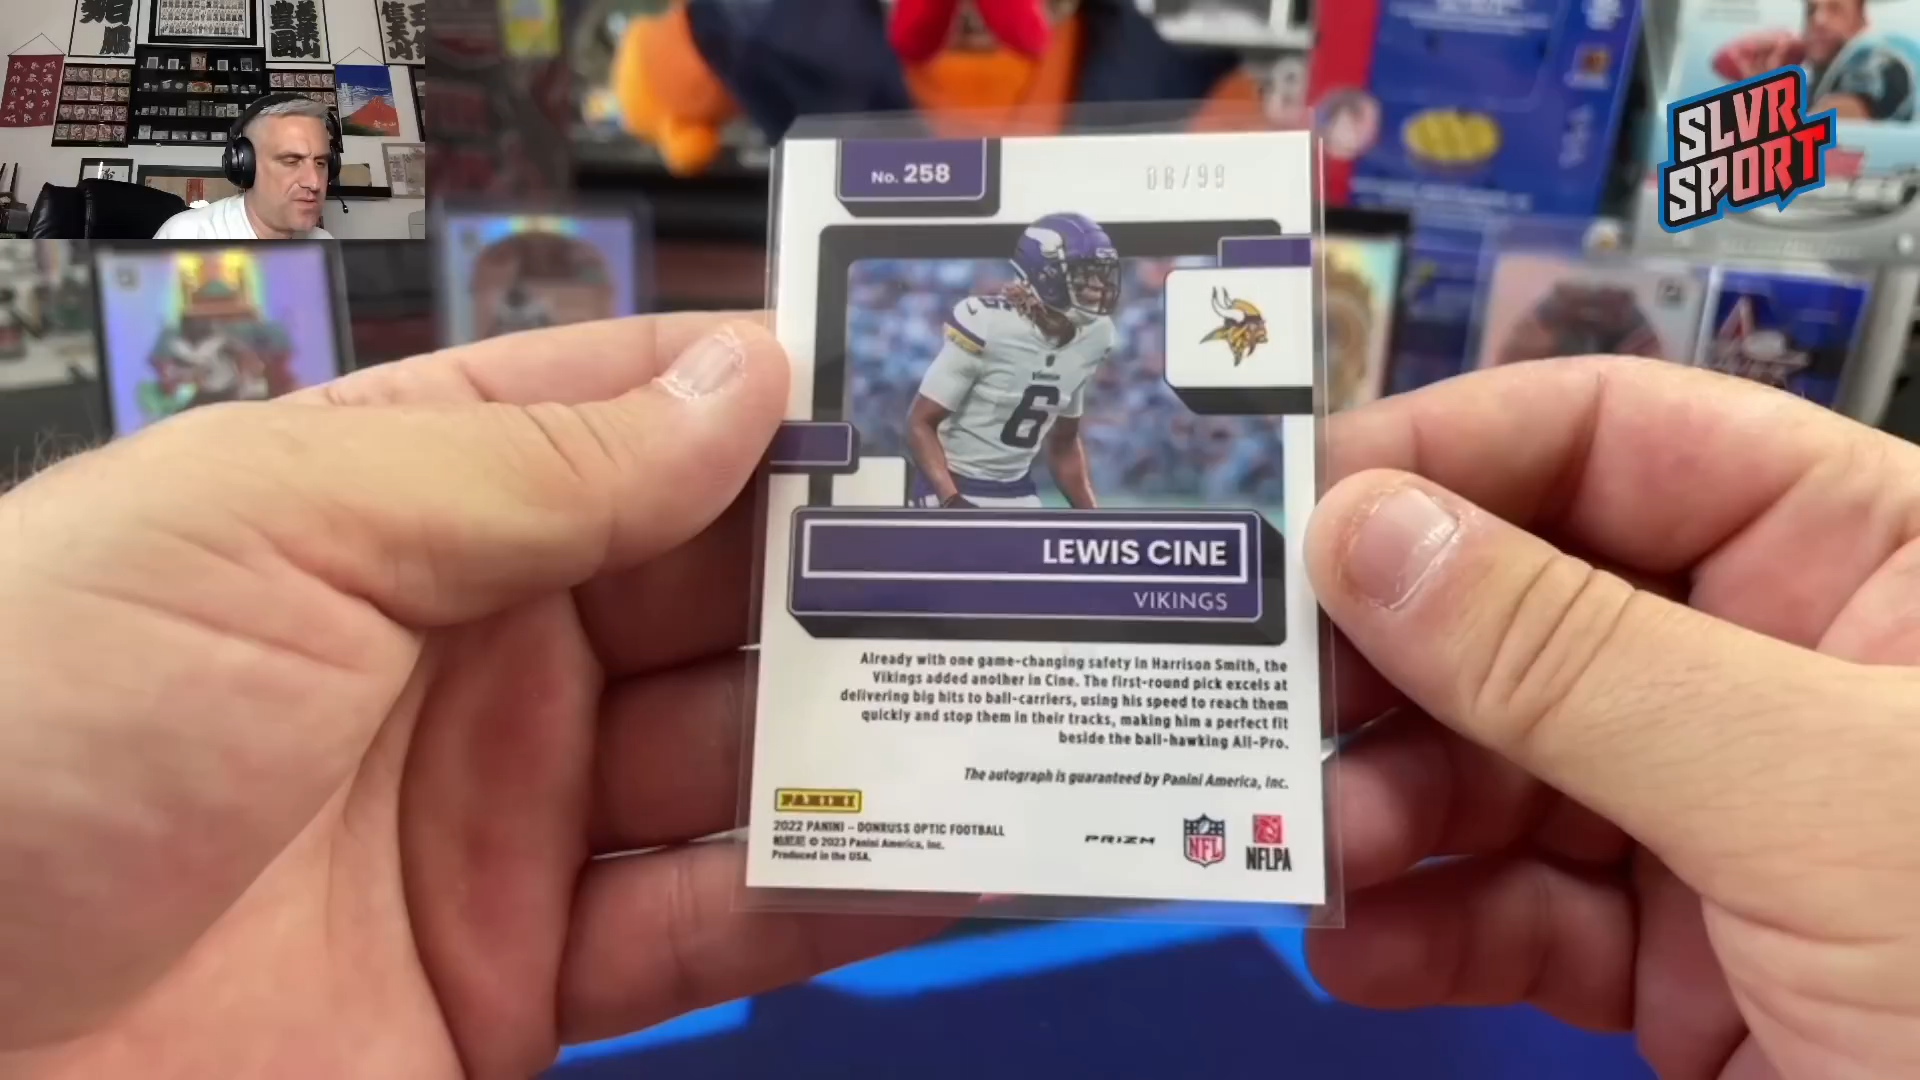 SLVR
SPORT
No. 258
06/99
6
LEWIS CINE
VIKINGS
Already with one game-changing safety in Harrison Smith, the
Vikings added another in Cine. The first-round pick excels at
delivering big hits to ball-carriers, using his speed to reach them
quickly and stop them in their tracks, making him a perfect fit
beside the ball-hawking All-Pro.
The autograph is guaranteed by Panini America, Inc.
PANINI
2022 PANINI – DONRUSS OPTIC FOOTBALL
© 2023 Panini America, Inc.
Produced in the USA.
PRIZM
NFL
NFLPA